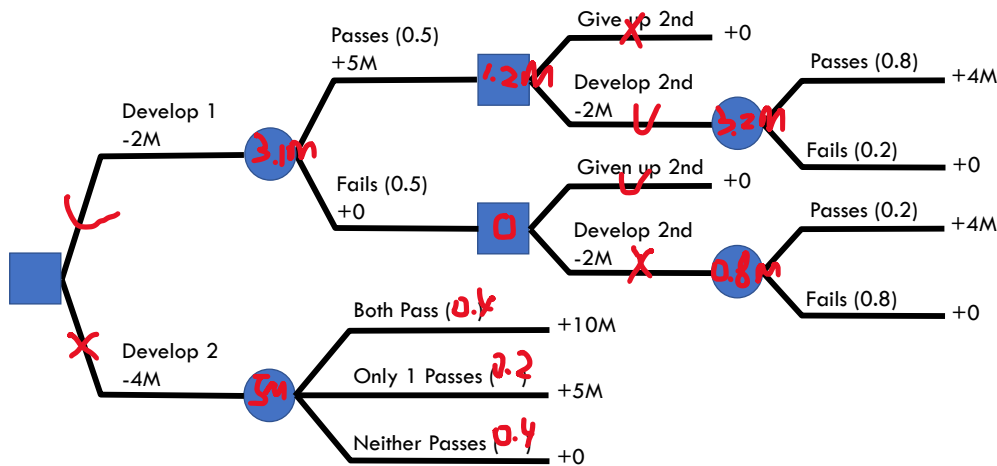 Give up 2nd
+0
Passes (0.5)
+5M
1.2M
Passes (0.8)
+4M
Develop 2nd
-2M
3.2M
Develop 1
-2M
3.1M
Fails (0.2)
+0
Given up 2nd
+0
Fails (0.5)
+0
0
Passes (0.2)
+4M
Develop 2nd
-2M
0.8M
Fails (0.8)
+0
Both Pass (0.4
+10M
Develop 2
-4M
5M
Only 1 Passes (0.2)
+5M
Neither Passes (0.4)
+0